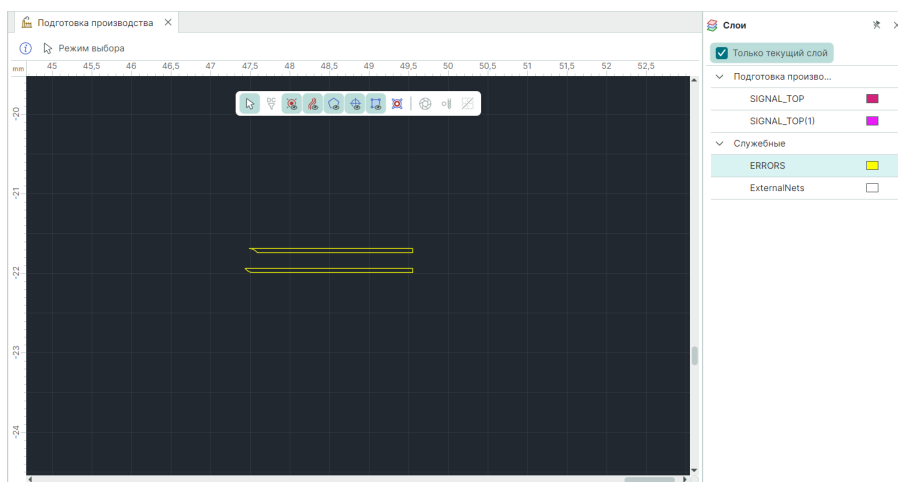 Подготовка производства
Слои
Режим выбора
Только текущий слой
mm 45 45,5 46 46,5 47 47,5 48 48,5 49 49,5 50 50,5 51 51,5 52 52,5
Подготовка произво...
SIGNAL_TOP
SIGNAL_TOP(1)
Служебные
ERRORS
ExternalNets
-20
-21
-22
-23
-24